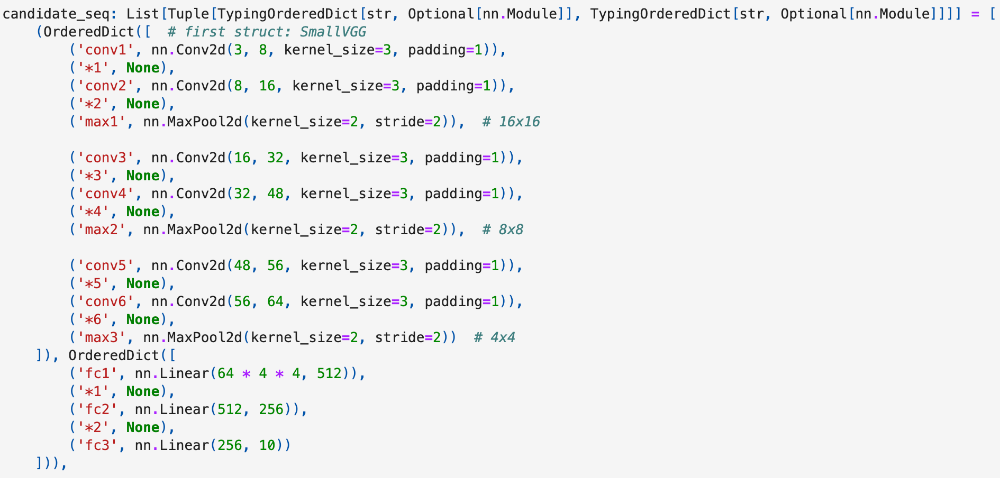 candidate_seq: List[Tuple[TypingOrderedDict[str, Optional[nn.Module]], TypingOrderedDict[str, Optional[nn.Module]]]] = [
    (OrderedDict([  # first struct: SmallVGG
        ('conv1', nn.Conv2d(3, 8, kernel_size=3, padding=1)),
        ('*1', None),
        ('conv2', nn.Conv2d(8, 16, kernel_size=3, padding=1)),
        ('*2', None),
        ('max1', nn.MaxPool2d(kernel_size=2, stride=2)),  # 16x16

        ('conv3', nn.Conv2d(16, 32, kernel_size=3, padding=1)),
        ('*3', None),
        ('conv4', nn.Conv2d(32, 48, kernel_size=3, padding=1)),
        ('*4', None),
        ('max2', nn.MaxPool2d(kernel_size=2, stride=2)),  # 8x8

        ('conv5', nn.Conv2d(48, 56, kernel_size=3, padding=1)),
        ('*5', None),
        ('conv6', nn.Conv2d(56, 64, kernel_size=3, padding=1)),
        ('*6', None),
        ('max3', nn.MaxPool2d(kernel_size=2, stride=2))  # 4x4
    ]), OrderedDict([
        ('fc1', nn.Linear(64 * 4 * 4, 512)),
        ('*1', None),
        ('fc2', nn.Linear(512, 256)),
        ('*2', None),
        ('fc3', nn.Linear(256, 10))
    ])),